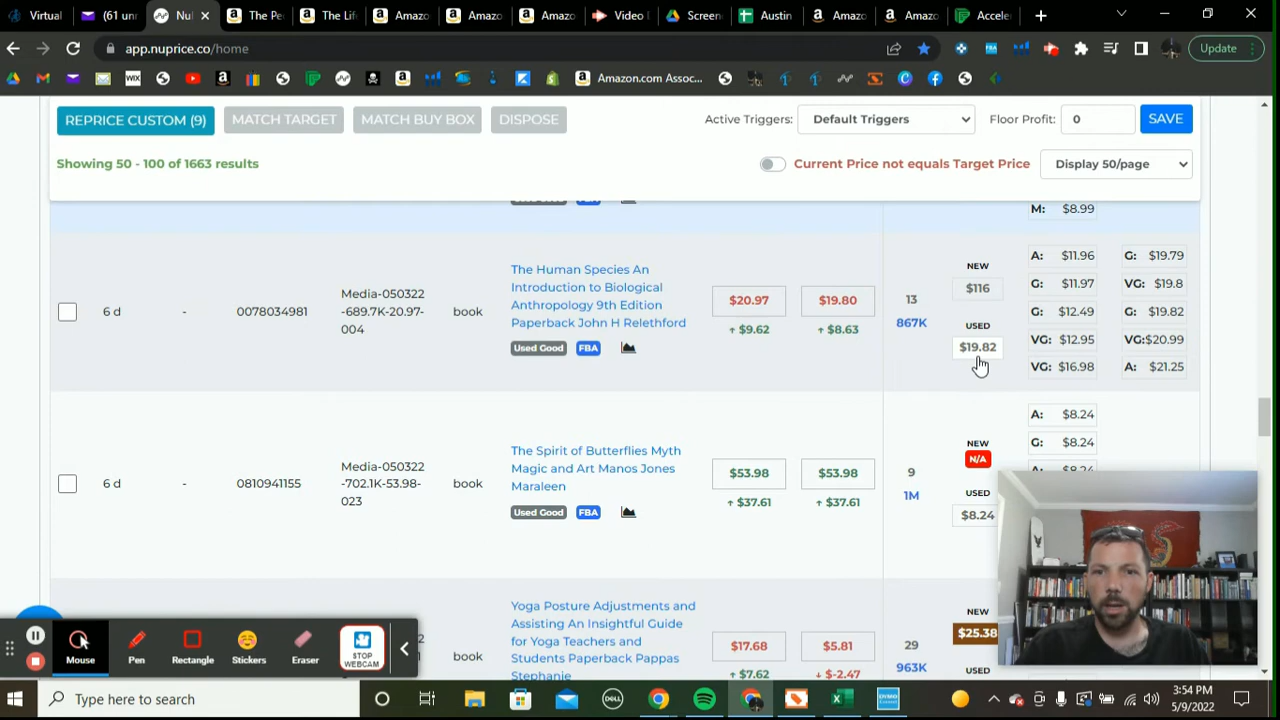 Virtual
(61 unr
Nul
The Pe
The Life
Amazo
Amazo
Amazo
Video l
Screen
Austin
Amazo
Amazo
Accele
app.nuprice.co/home
Update
WIX
Amazon.com Assoc...
REPRICE CUSTOM (9)
MATCH TARGET
MATCH BUY BOX
DISPOSE
Active Triggers:
Default Triggers
Floor Profit:
0
SAVE
Showing 50 - 100 of 1663 results
Current Price not equals Target Price
Display 50/page
M: $8.99
6 d
-
0078034981
Media-050322
-689.7K-20.97-
004
book
The Human Species An
Introduction to Biological
Anthropology 9th Edition
Paperback John H Relethford
Used Good
FBA
$20.97
↑ $9.62
$19.80
↑ $8.63
13
867K
NEW
$116
USED
$19.82
A: $11.96 G: $19.79
G: $11.97 VG: $19.8
G: $12.49 G: $19.82
VG: $12.95 VG:$20.99
VG: $16.98 A: $21.25
6 d
-
0810941155
Media-050322
-702.1K-53.98-
023
book
The Spirit of Butterflies Myth
Magic and Art Manos Jones
Maraleen
Used Good
FBA
$53.98
↑ $37.61
$53.98
↑ $37.61
9
1M
NEW
N/A
USED
$8.24
A: $8.24
G: $8.24
book
Yoga Posture Adjustments and
Assisting An Insightful Guide
for Yoga Teachers and
Students Paperback Pappas
Stephanie
$17.68
↑ $7.62
$5.81
↓ $-2.47
29
963K
NEW
$25.38
USED
Mouse
Pen
Rectangle
Stickers
Eraser
STOP
WEBCAM
Type here to search
DELL
DYMO
3:54 PM
5/9/2022